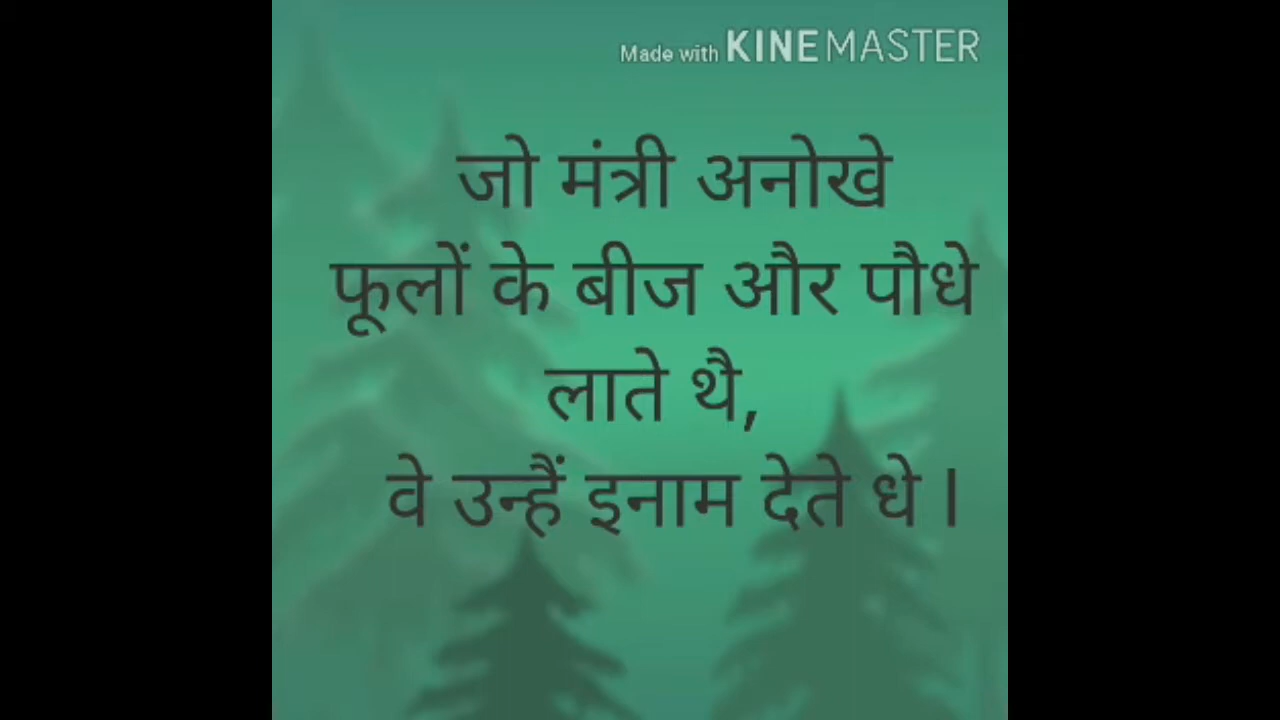 Made with KINEMASTER
जो मंत्री अनोखे
फूलों के बीज और पौधे
लाते थै,
वे उन्हैं इनाम देते धे l